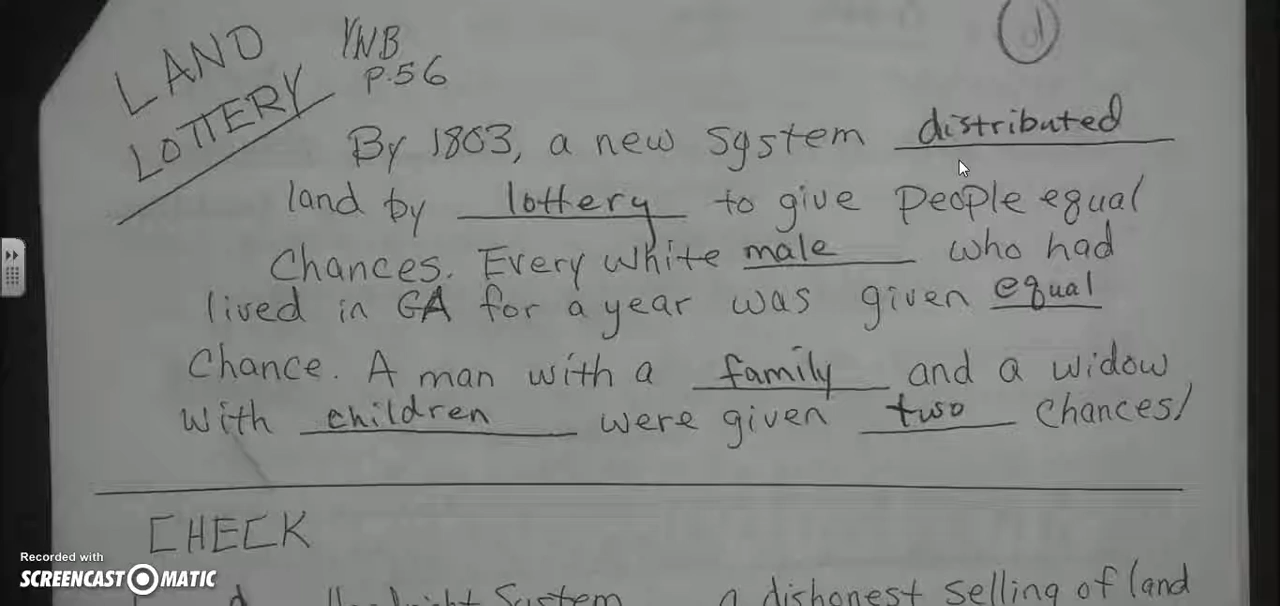 LAND
LOTTERY
YNB
P.56
By 1803, a new system distributed
land by lottery to give people equal
Chances. Every white male who had
lived in GA for a year was given equal
Chance. A man with a family and a widow
with children were given two chances!
CHECK
System a dishonest selling of land
Recorded with
SCREENCAST O MATIC